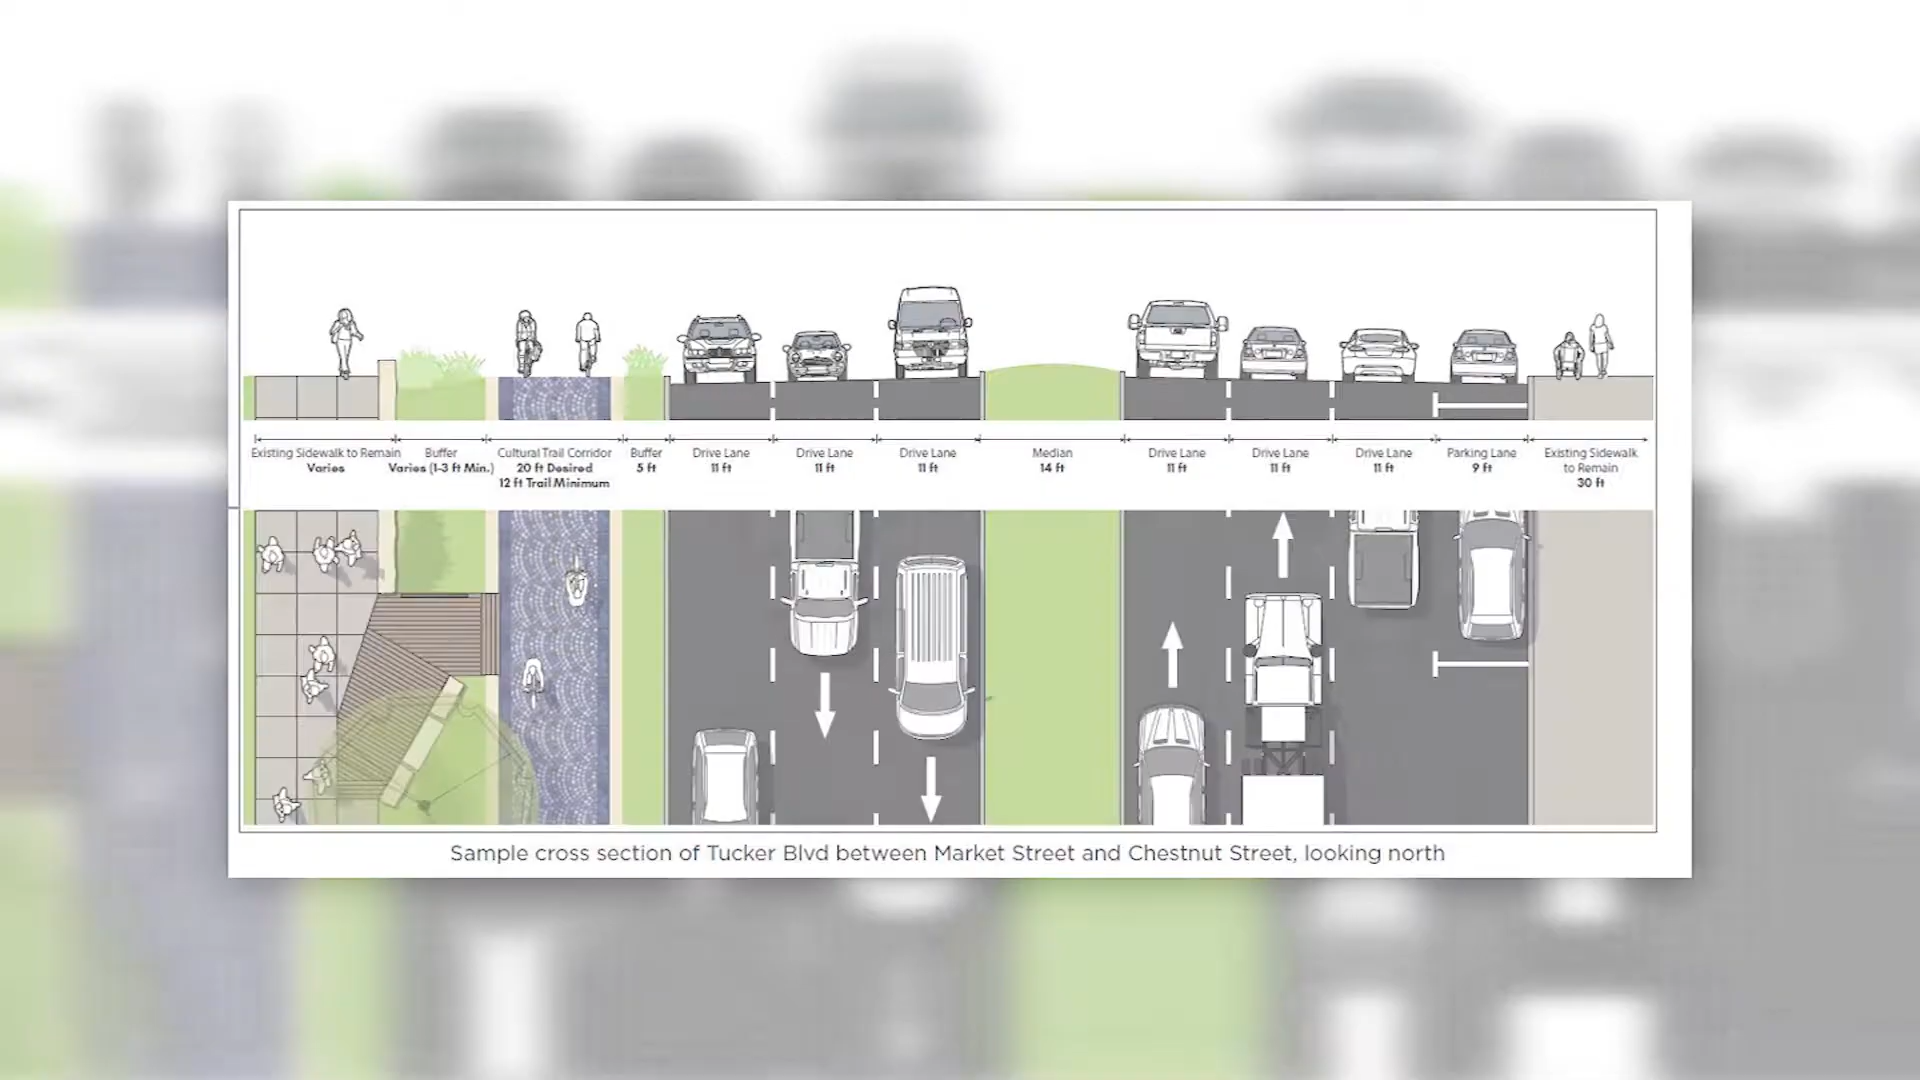 Existing Sidewalk to Remain
Varies
Buffer
Varies (1-3 ft Min.)
Cultural Trail Corridor
20 ft Desired
12 ft Trail Minimum
Buffer
5 ft
Drive Lane
11 ft
Drive Lane
11 ft
Drive Lane
11 ft
Median
14 ft
Drive Lane
11 ft
Drive Lane
11 ft
Drive Lane
11 ft
Parking Lane
9 ft
Existing Sidewalk
to Remain
30 ft
Sample cross section of Tucker Blvd between Market Street and Chestnut Street, looking north